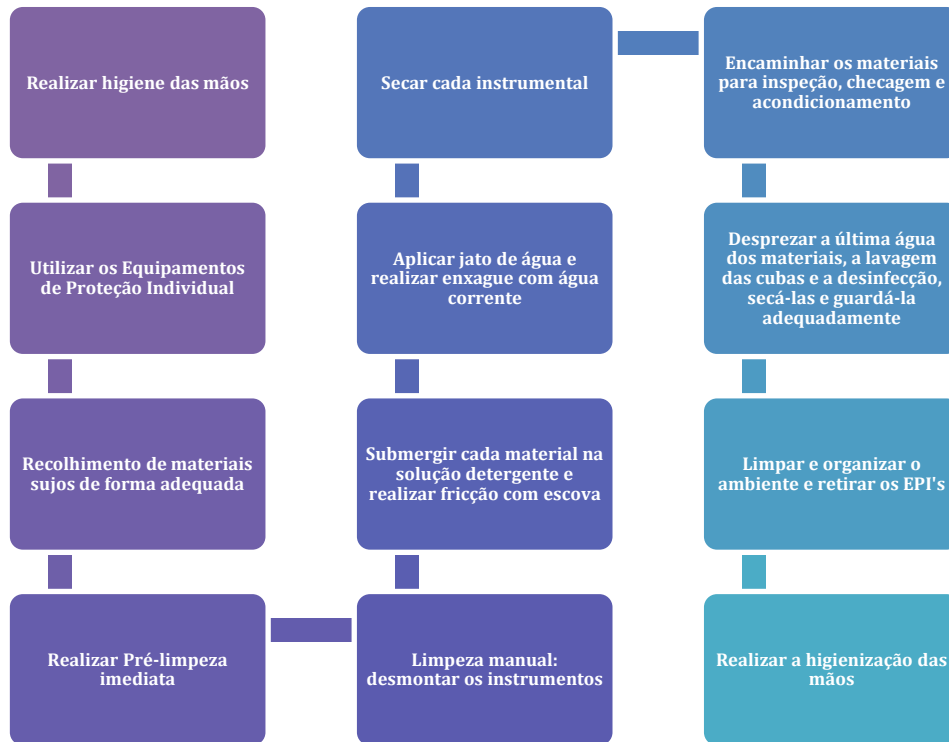 Realizar higiene das mãos
Utilizar os Equipamentos
de Proteção Individual
Recolhimento de materiais
sujos de forma adequada
Realizar Pré-limpeza
imediata
Limpeza manual:
desmontar os instrumentos
Submergir cada material na
solução detergente e
realizar fricção com escova
Aplicar jato de água e
realizar enxague com água
corrente
Secar cada instrumental
Encaminhar os materiais
para inspeção, checagem e
acondicionamento
Desprezar a última água
dos materiais, a lavagem
das cubas e a desinfecção,
secá-las e guardá-la
adequadamente
Limpar e organizar o
ambiente e retirar os EPI's
Realizar a higienização das
mãos